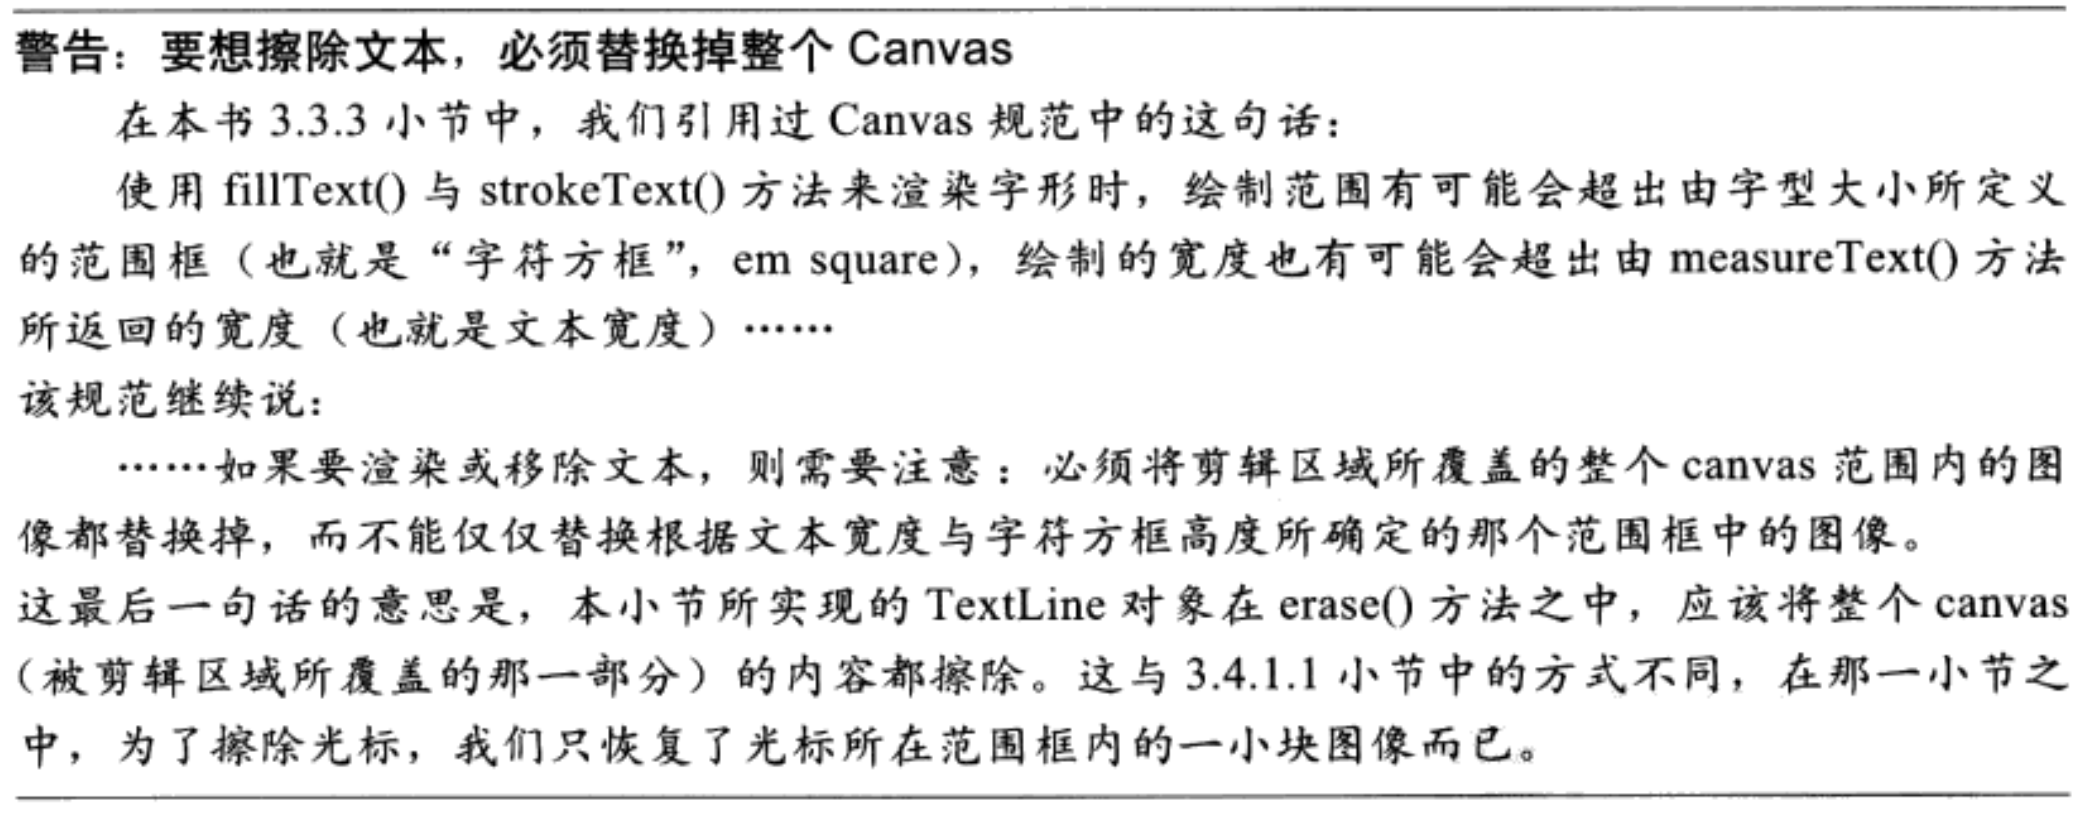 警告：要想擦除文本，必须替换掉整个 Canvas
在本书 3.3.3 小节中，我们引用过 Canvas 规范中的这句话：
使用 fillText() 与 strokeText() 方法来渲染字形时，绘制范围有可能会超出由字型大小所定义
的范围框（也就是“字符方框”，em square），绘制的宽度也有可能会超出由 measureText() 方法
所返回的宽度（也就是文本宽度）……
该规范继续说：
……如果要渲染或移除文本，则需要注意：必须将剪辑区域所覆盖的整个 canvas 范围内的图
像都替换掉，而不能仅仅替换根据文本宽度与字符方框高度所确定的那个范围框中的图像。
这最后一句话的意思是，本小节所实现的 TextLine 对象在 erase() 方法之中，应该将整个 canvas
（被剪辑区域所覆盖的那一部分）的内容都擦除。这与 3.4.1.1 小节中的方式不同，在那一小节之
中，为了擦除光标，我们只恢复了光标所在范围框内的一小块图像而已。